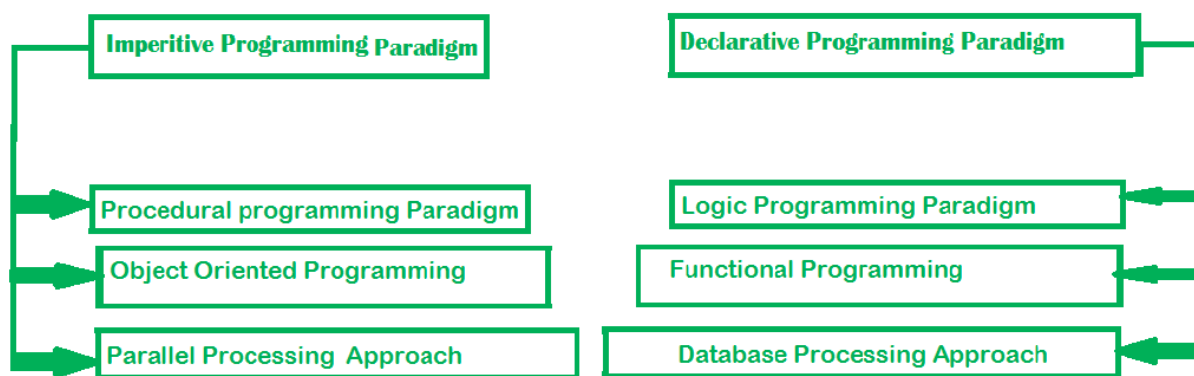 Imperitive Programming Paradigm
Declarative Programming Paradigm
Procedural programming Paradigm
Logic Programming Paradigm
Object Oriented Programming
Functional Programming
Parallel Processing Approach
Database Processing Approach